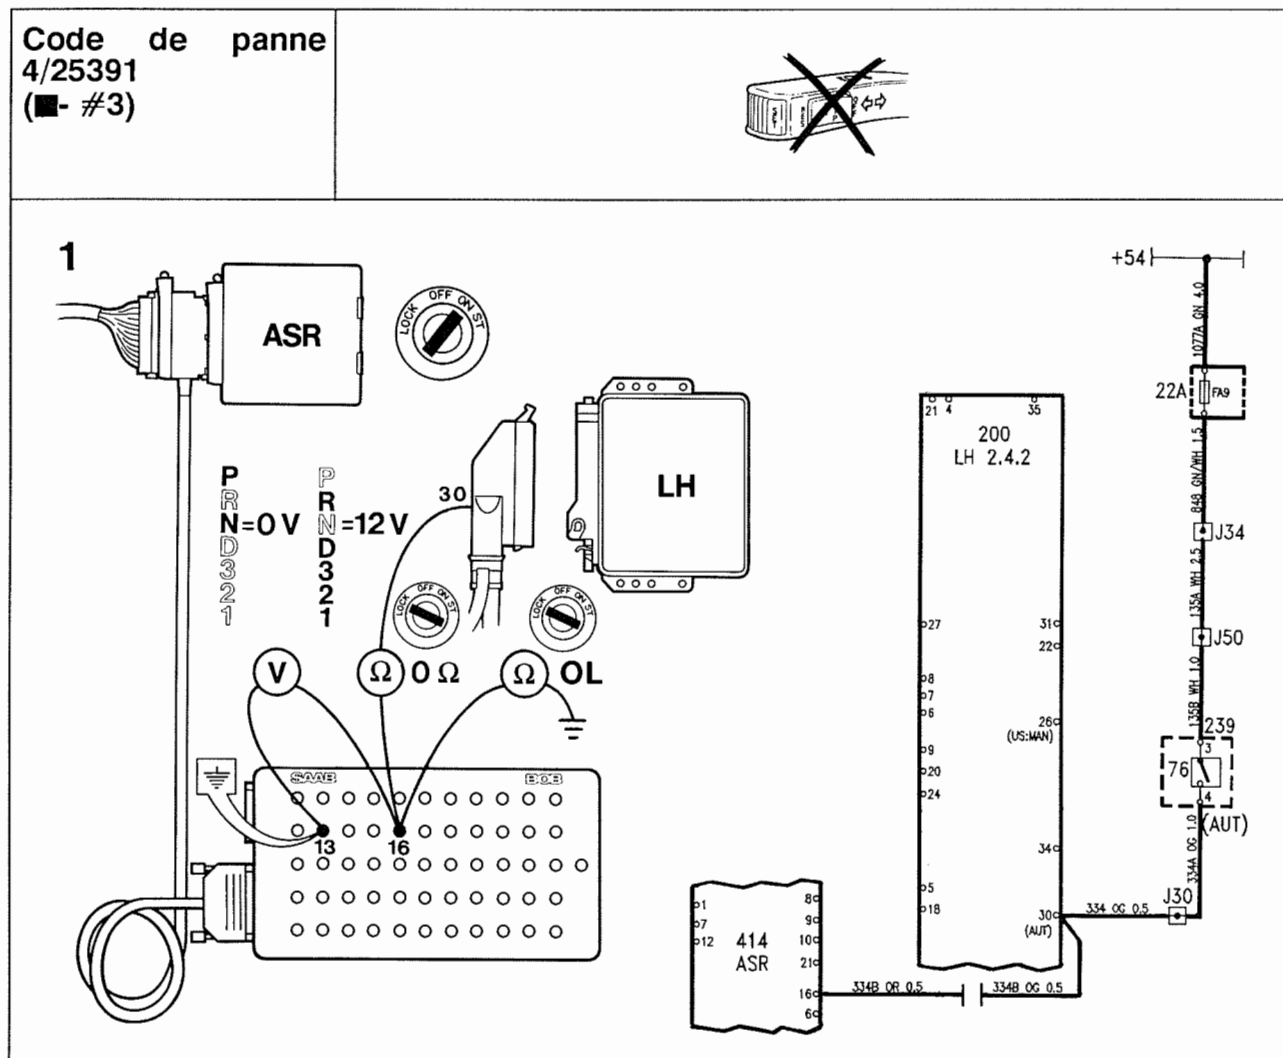 Code de panne
4/25391
(■- #3)
1
ASR
LOCK OFF ON ST
P
R
N=0 V
D
3
2
1
P
R
N=12 V
D
3
2
1
30
LH
LOCK OFF ON ST
LOCK OFF ON ST
V
Ω 0 Ω
Ω OL
SAAB BOB
13 16
+54
1077A GN 4.0
22A FA9
848 GN/WH 1.5
J34
135A WH 2.5
J50
135B WH 1.0
239
3
76
4
(AUT)
334A OG 1.0
J30
334 OG 0.5
21 4 35
200
LH 2.4.2
27
8
7
6
9
20
24
5
18
31
22
26
(US:MAN)
34
30
(AUT)
1
7
12
414
ASR
8
9
10
21
16
6
334B OR 0.5
334B OG 0.5